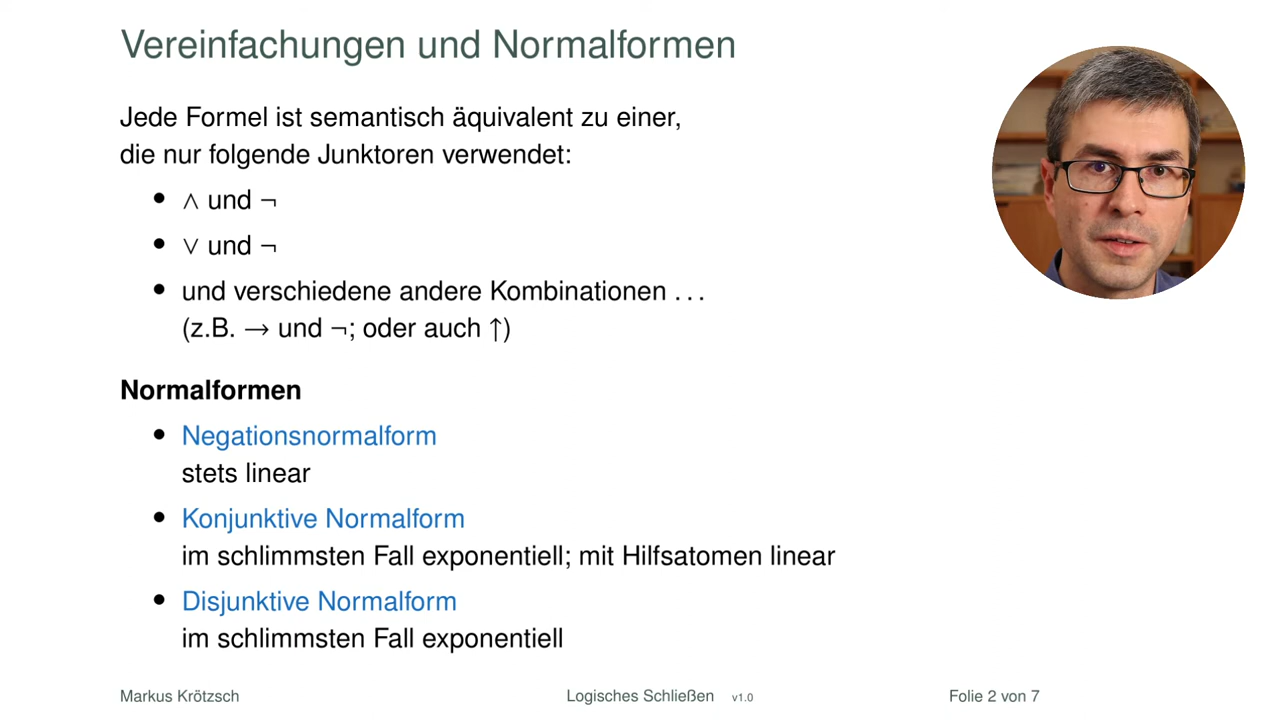 Vereinfachungen und Normalformen
Jede Formel ist semantisch äquivalent zu einer,
die nur folgende Junktoren verwendet:
• ∧ und ¬
• ∨ und ¬
• und verschiedene andere Kombinationen . . .
(z.B. → und ¬; oder auch ↑)
Normalformen
• Negationsnormalform
stets linear
• Konjunktive Normalform
im schlimmsten Fall exponentiell; mit Hilfsatomen linear
• Disjunktive Normalform
im schlimmsten Fall exponentiell
Markus Krötzsch Logisches Schließen v1.0 Folie 2 von 7